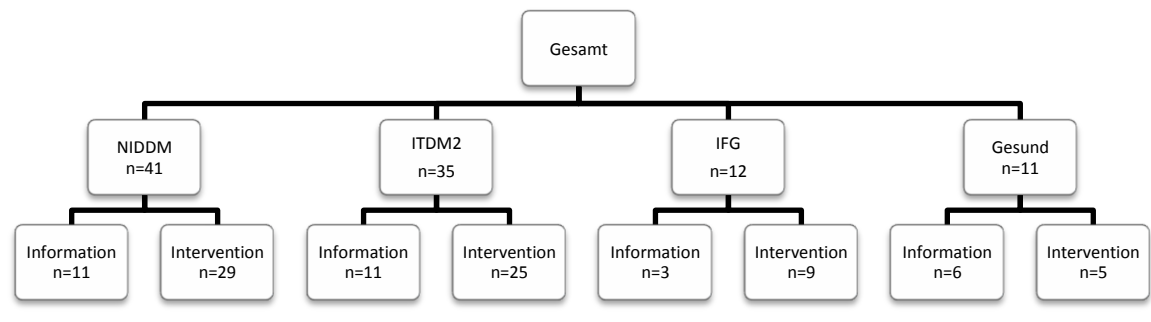 Gesamt
NIDDM
n=41
ITDM2
n=35
IFG
n=12
Gesund
n=11
Information
n=11
Intervention
n=29
Information
n=11
Intervention
n=25
Information
n=3
Intervention
n=9
Information
n=6
Intervention
n=5